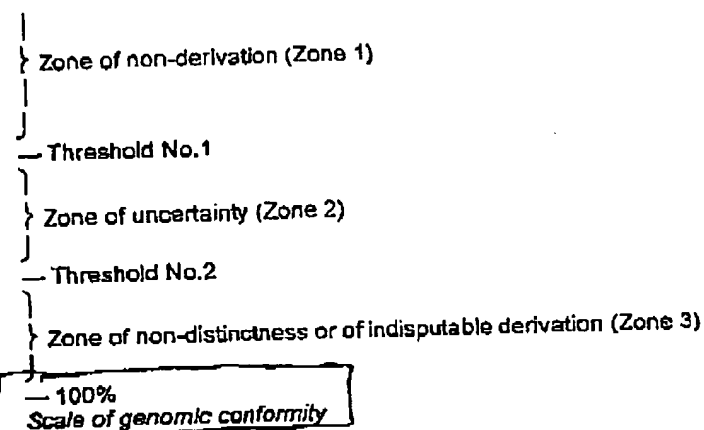 Zone of non-derivation (Zone 1)
— Threshold No.1
Zone of uncertainty (Zone 2)
— Threshold No.2
Zone of non-distinctness or of indisputable derivation (Zone 3)
— 100%
Scale of genomic conformity